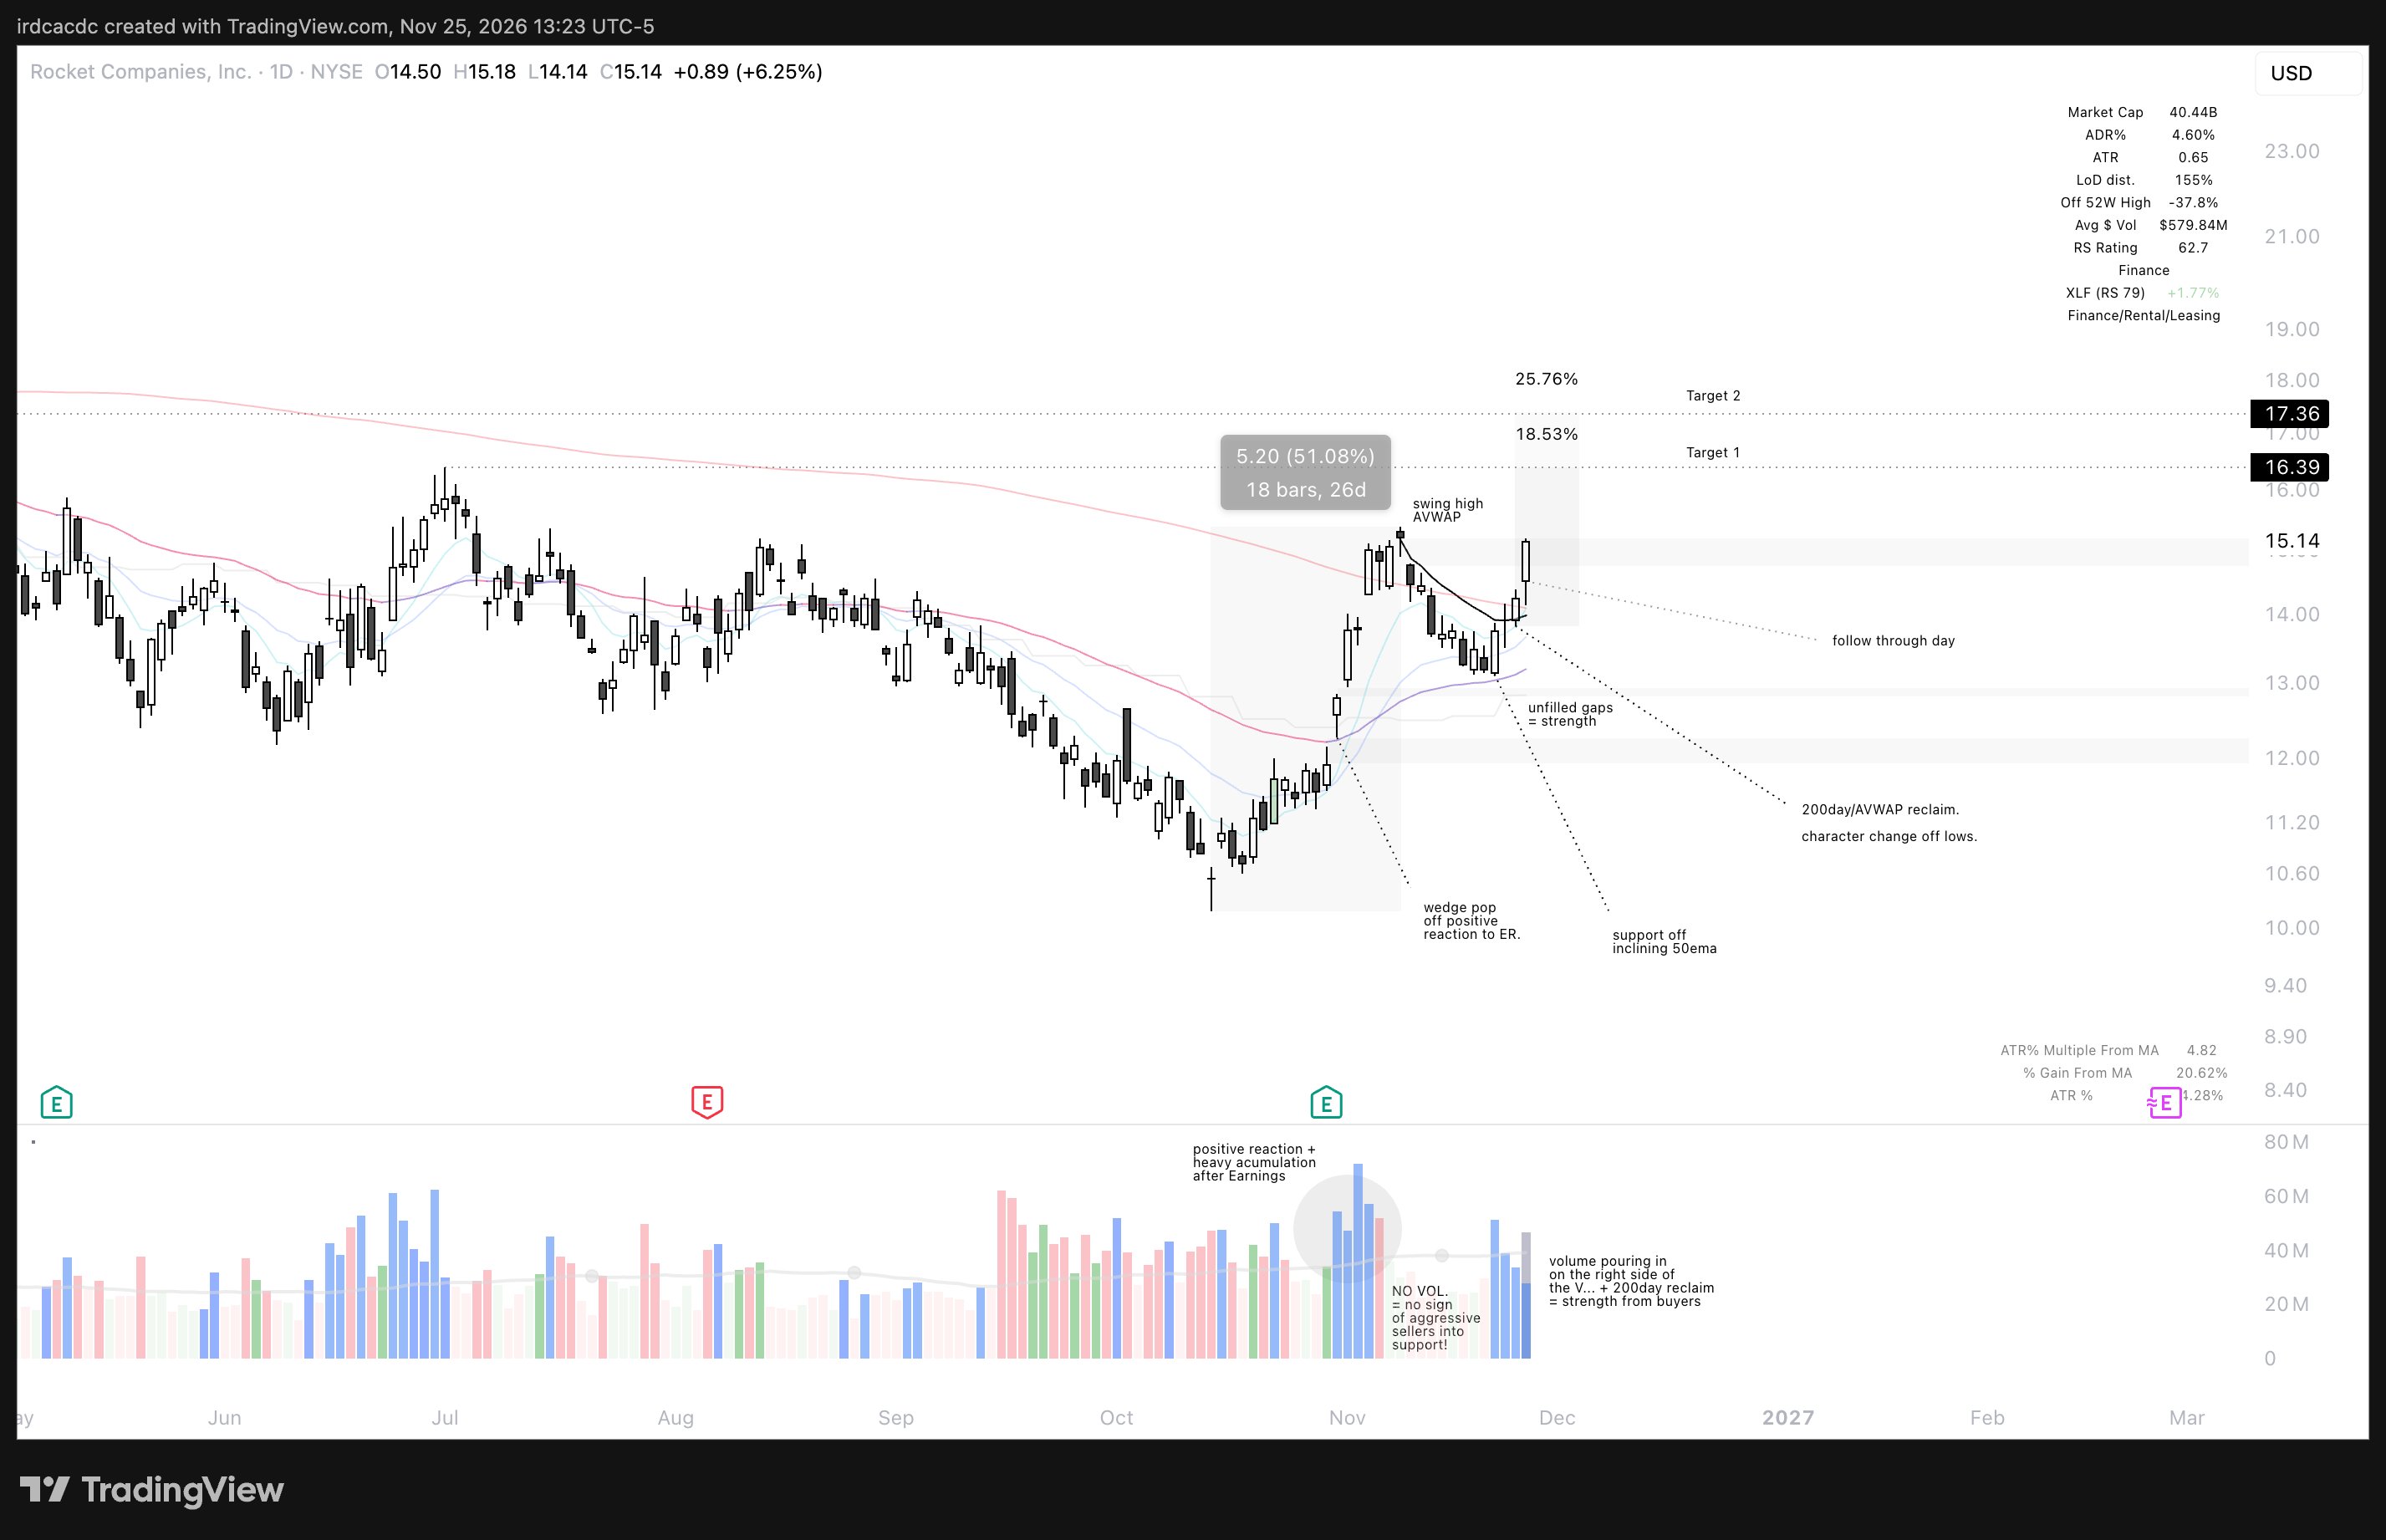 irdcacdc created with TradingView.com, Nov 25, 2026 13:23 UTC-5
Rocket Companies, Inc. · 1D · NYSE O14.50 H15.18 L14.14 C15.14 +0.89 (+6.25%)
USD
Market Cap 40.44B
ADR% 4.60%
ATR 0.65
LoD dist. 155%
Off 52W High -37.8%
Avg $ Vol $579.84M
RS Rating 62.7
Finance
XLF (RS 79) +1.77%
Finance/Rental/Leasing
23.00
21.00
19.00
18.00
17.36
17.00
16.39
16.00
15.14
15.00
14.00
13.00
12.00
11.20
10.60
10.00
9.40
8.90
8.40
25.76%
Target 2
18.53%
Target 1
5.20 (51.08%)
18 bars, 26d
swing high
AVWAP
follow through day
unfilled gaps
= strength
200day/AVWAP reclaim.
character change off lows.
wedge pop
off positive
reaction to ER.
support off
inclining 50ema
ATR% Multiple From MA 4.82
% Gain From MA 20.62%
ATR % 4.28%
E
E
E
≈E
80 M
60 M
40 M
20 M
0
positive reaction +
heavy acumulation
after Earnings
NO VOL.
= no sign
of aggressive
sellers into
support!
volume pouring in
on the right side of
the V... + 200day reclaim
= strength from buyers
ay Jun Jul Aug Sep Oct Nov Dec 2027 Feb Mar
TradingView